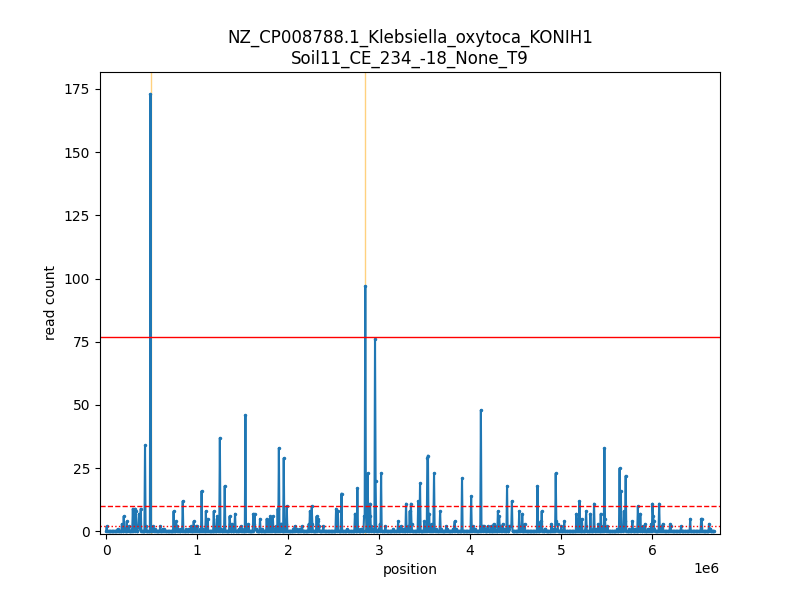 NZ_CP008788.1_Klebsiella_oxytoca_KONIH1
Soil11_CE_234_-18_None_T9
175
150
125
100
75
50
25
0
read count
0 1 2 3 4 5 6
1e6
position